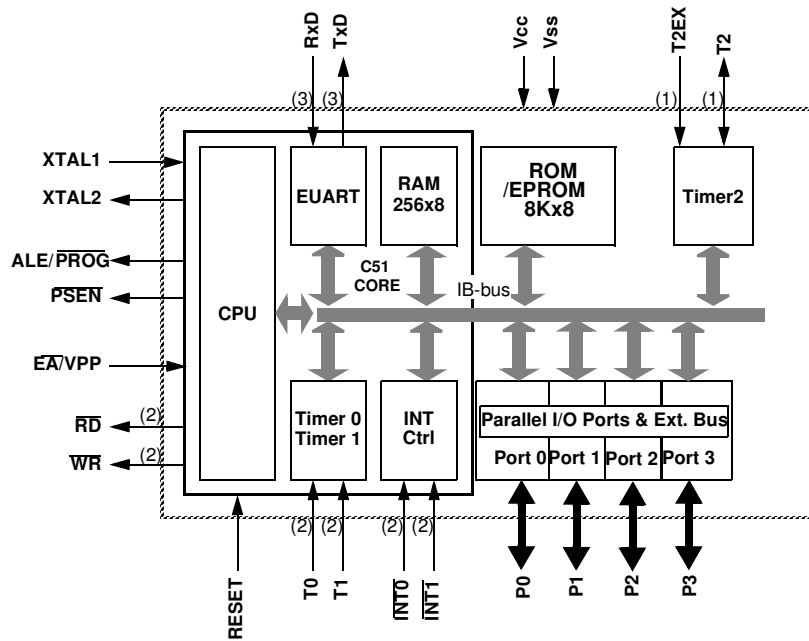 RxD
TxD
Vcc
Vss
T2EX
T2
(3) (3)
(1) (1)
XTAL1
XTAL2
ALE/PROG
PSEN
EA/VPP
(2)
RD
(2)
WR
CPU
EUART
RAM
256x8
ROM
/EPROM
8Kx8
Timer2
C51
CORE
IB-bus
Timer 0
Timer 1
INT
Ctrl
Parallel I/O Ports & Ext. Bus
Port 0
Port 1
Port 2
Port 3
(2) (2)
(2) (2)
RESET
T0
T1
INT0
INT1
P0
P1
P2
P3